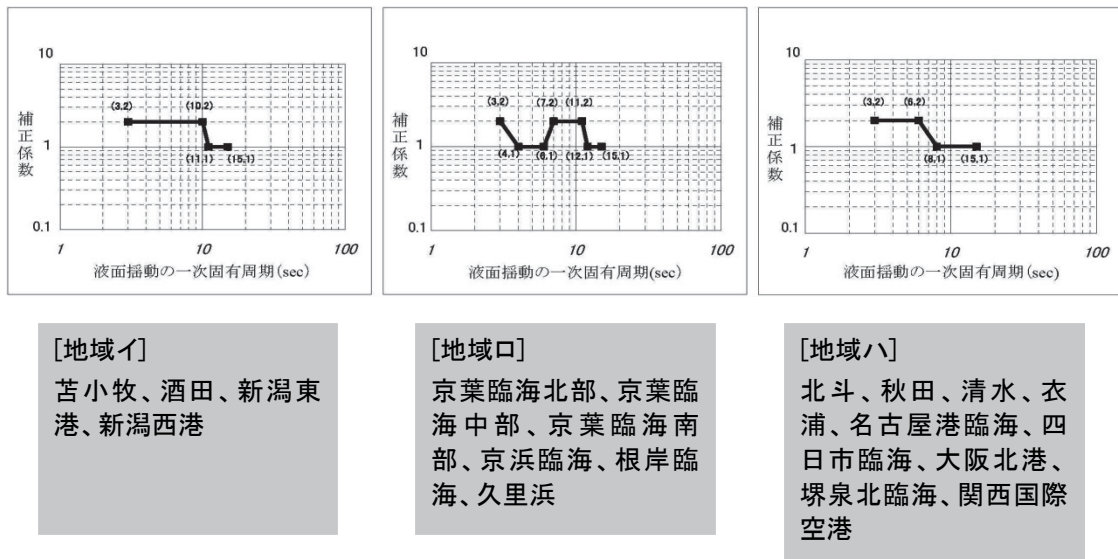 10
補正係数
1
0.1
(3,2)
(10,2)
(11,1)
(15,1)
1
10
100
液面揺動の一次固有周期(sec)
10
補正係数
1
0.1
(3,2)
(7,2)
(11,2)
(4,1)
(6,1)
(12,1)
(15,1)
1
10
100
液面揺動の一次固有周期(sec)
10
補正係数
1
0.1
(3,2)
(6,2)
(8,1)
(15,1)
1
10
100
液面揺動の一次固有周期(sec)
[地域イ]
苫小牧、酒田、新潟東
港、新潟西港
[地域ロ]
京葉臨海北部、京葉臨
海中部、京葉臨海南
部、京浜臨海、根岸臨
海、久里浜
[地域ハ]
北斗、秋田、清水、衣
浦、名古屋港臨海、四
日市臨海、大阪北港、
堺泉北臨海、関西国際
空港